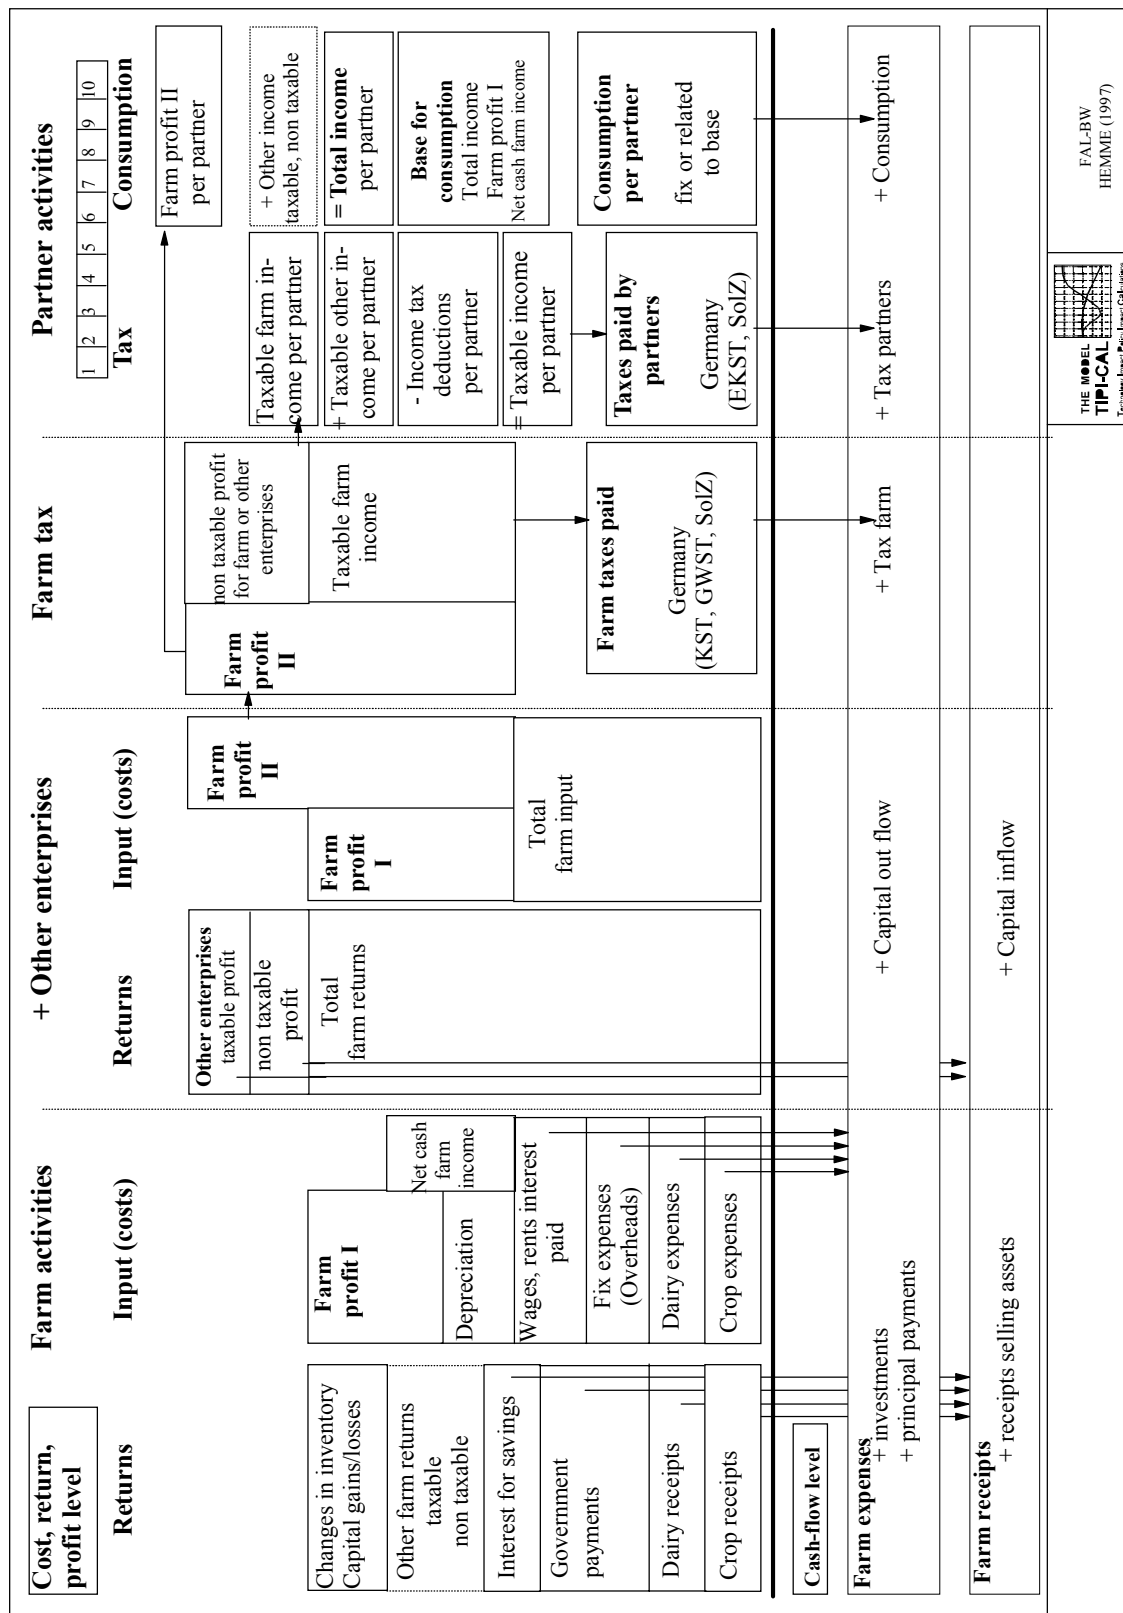 Cost, return,
profit level
Farm activities
Returns
Input (costs)
Changes in inventory
Capital gains/losses
Other farm returns
taxable
non taxable
Interest for savings
Government
payments
Dairy receipts
Crop receipts
Farm
profit I
Net cash
farm
income
Depreciation
Wages, rents interest
paid
Fix expenses
(Overheads)
Dairy expenses
Crop expenses
+ Other enterprises
Returns
Input (costs)
Other enterprises
taxable profit
non taxable
profit
Total
farm returns
Farm
profit
II
Farm
profit
I
Total
farm input
Farm tax
Farm
profit
II
non taxable profit
for farm or other
enterprises
Taxable farm
income
Farm taxes paid
Germany
(KST, GWST, SolZ)
Partner activities
1 2 3 4 5 6 7 8 9 10
Tax
Consumption
Farm profit II
per partner
Taxable farm in-
come per partner
+ Taxable other in-
come per partner
- Income tax
deductions
per partner
= Taxable income
per partner
Taxes paid by
partners
Germany
(EKST, SolZ)
+ Other income
taxable, non taxable
= Total income
per partner
Base for
consumption
Total income
Farm profit I
Net cash farm income
Consumption
per partner
fix or related
to base
Cash-flow level
Farm expenses
+ investments
+ principal payments
+ Capital out flow
+ Tax farm
+ Tax partners
+ Consumption
Farm receipts
+ receipts selling assets
+ Capital inflow
THE MODEL
TIPI-CAL
Technology Impact Policy Impact Calculations
FAL-BW
HEMME (1997)